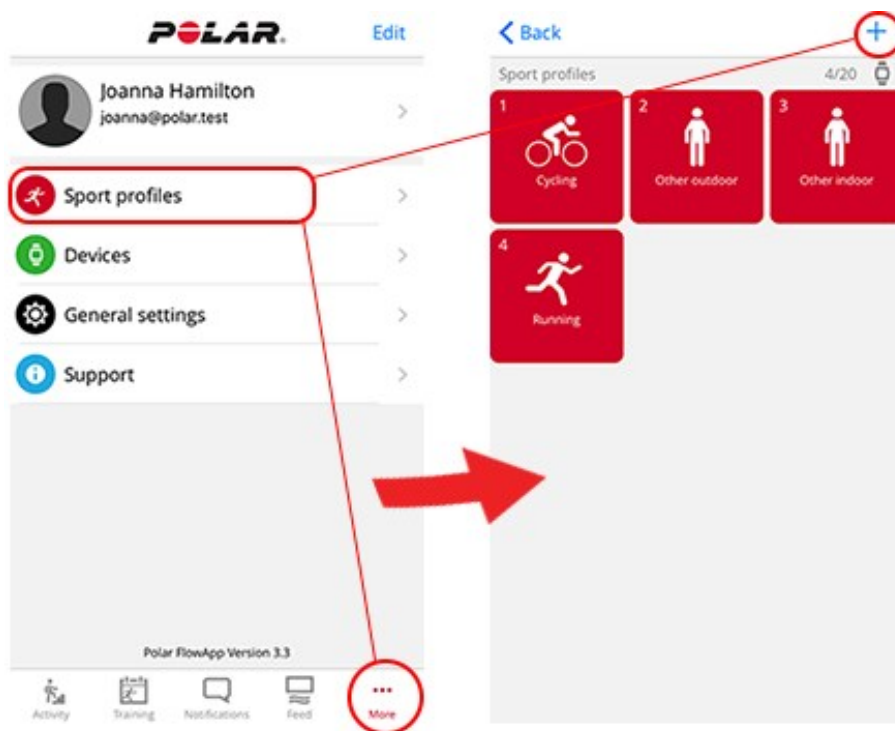 POLAR.
Edit
Joanna Hamilton
joanna@polar.test
Sport profiles
Devices
General settings
Support
Polar FlowApp Version 3.3
Activity
Training
Notifications
Feed
More
Back
+
Sport profiles
4/20
1
Cycling
2
Other outdoor
3
Other indoor
4
Running